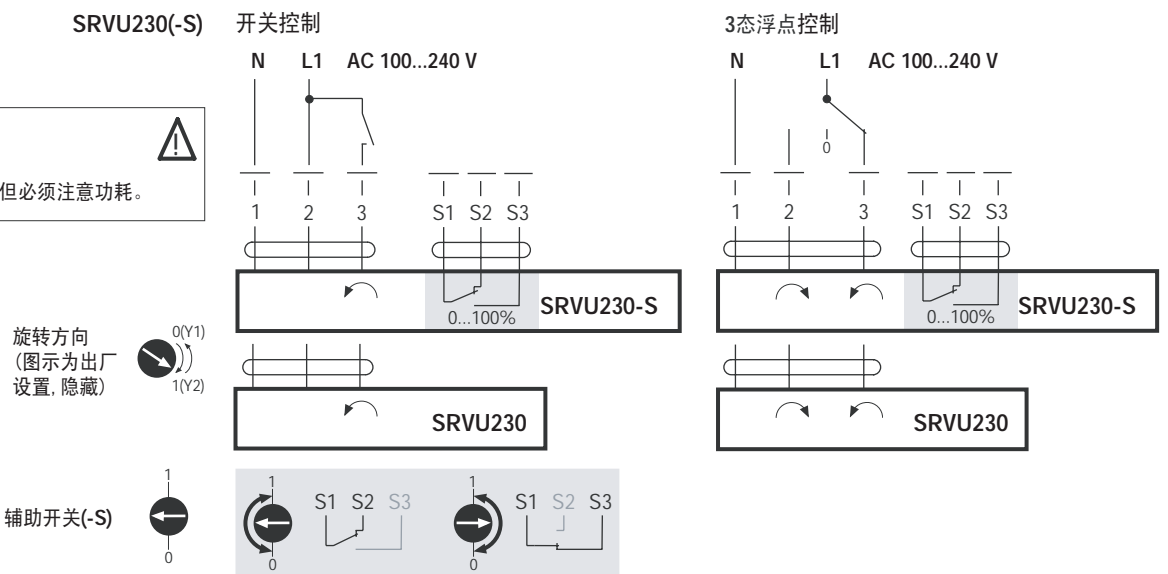 SRVU230(-S) 开关控制 3态浮点控制
N L1 AC 100...240 V N L1 AC 100...240 V
0
但必须注意功耗。
1 2 3 S1 S2 S3 1 2 3 S1 S2 S3
0...100% SRVU230-S 0...100% SRVU230-S
旋转方向
(图示为出厂
设置, 隐藏)
0(Y1)
1(Y2)
SRVU230 SRVU230
辅助开关(-S)
1
0
1
0
S1 S2 S3
1
0
S1 S2 S3